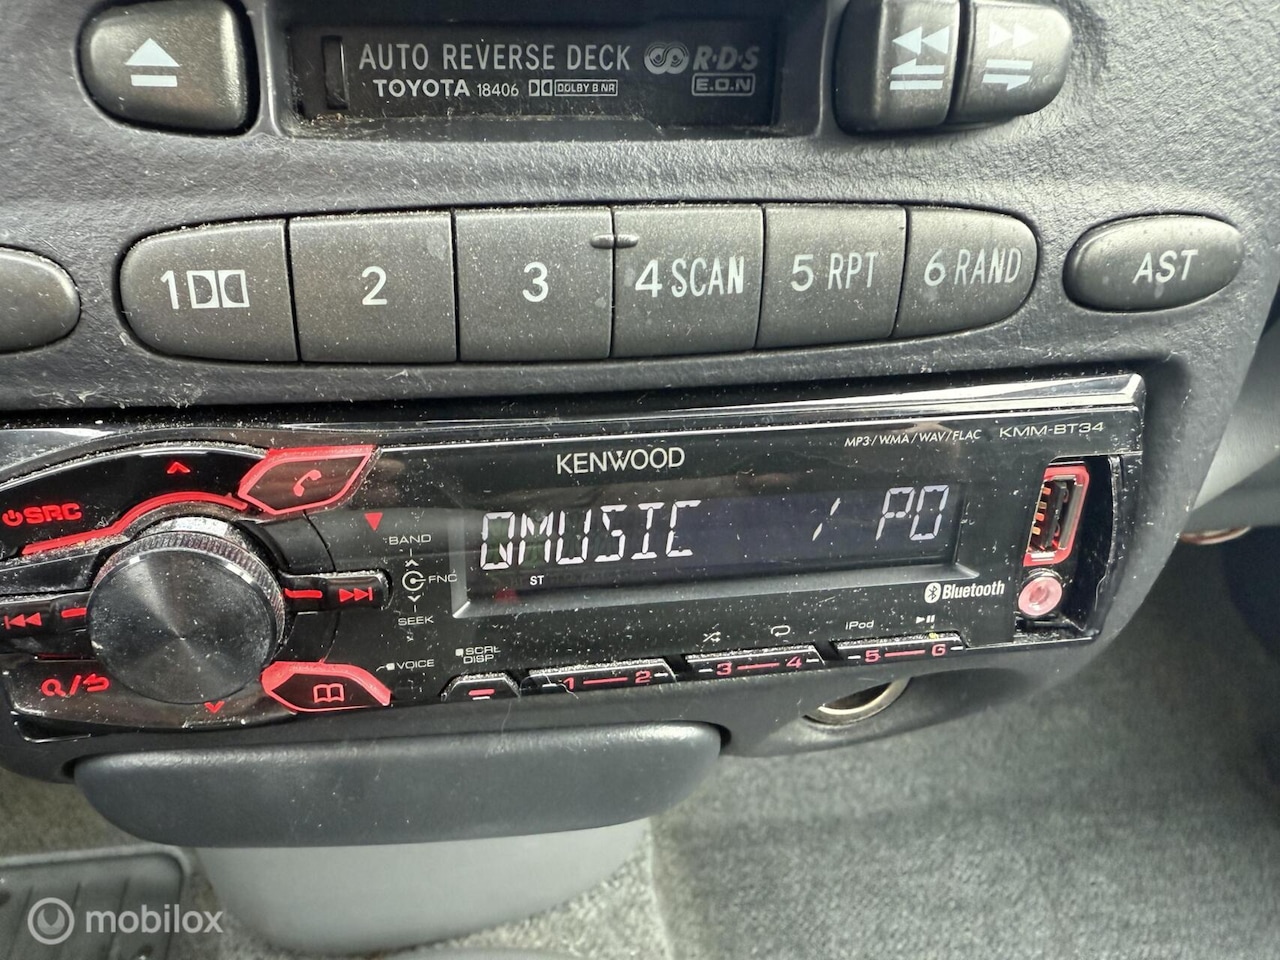 AUTO REVERSE DECK R·D·S
TOYOTA 18406 DOLBY B NR E.O.N
1 2 3 4 SCAN 5 RPT 6 RAND AST
MP3/WMA/WAV/FLAC KMM-BT34
KENWOOD
SRC
QMUSIC / PO
BAND
FNC
ST
Bluetooth
SEEK
iPod
VOICE
SCRL
DISP
1 2 3 4 5 6
Q/
mobilox